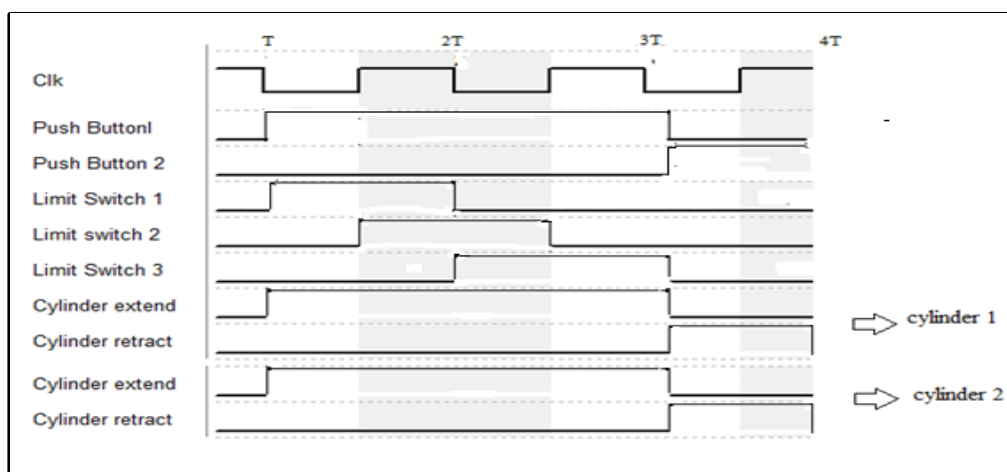 T 2T 3T 4T
Clk
Push Buttonl
Push Button 2
Limit Switch 1
Limit switch 2
Limit Switch 3
Cylinder extend
cylinder 1
Cylinder retract
Cylinder extend
cylinder 2
Cylinder retract